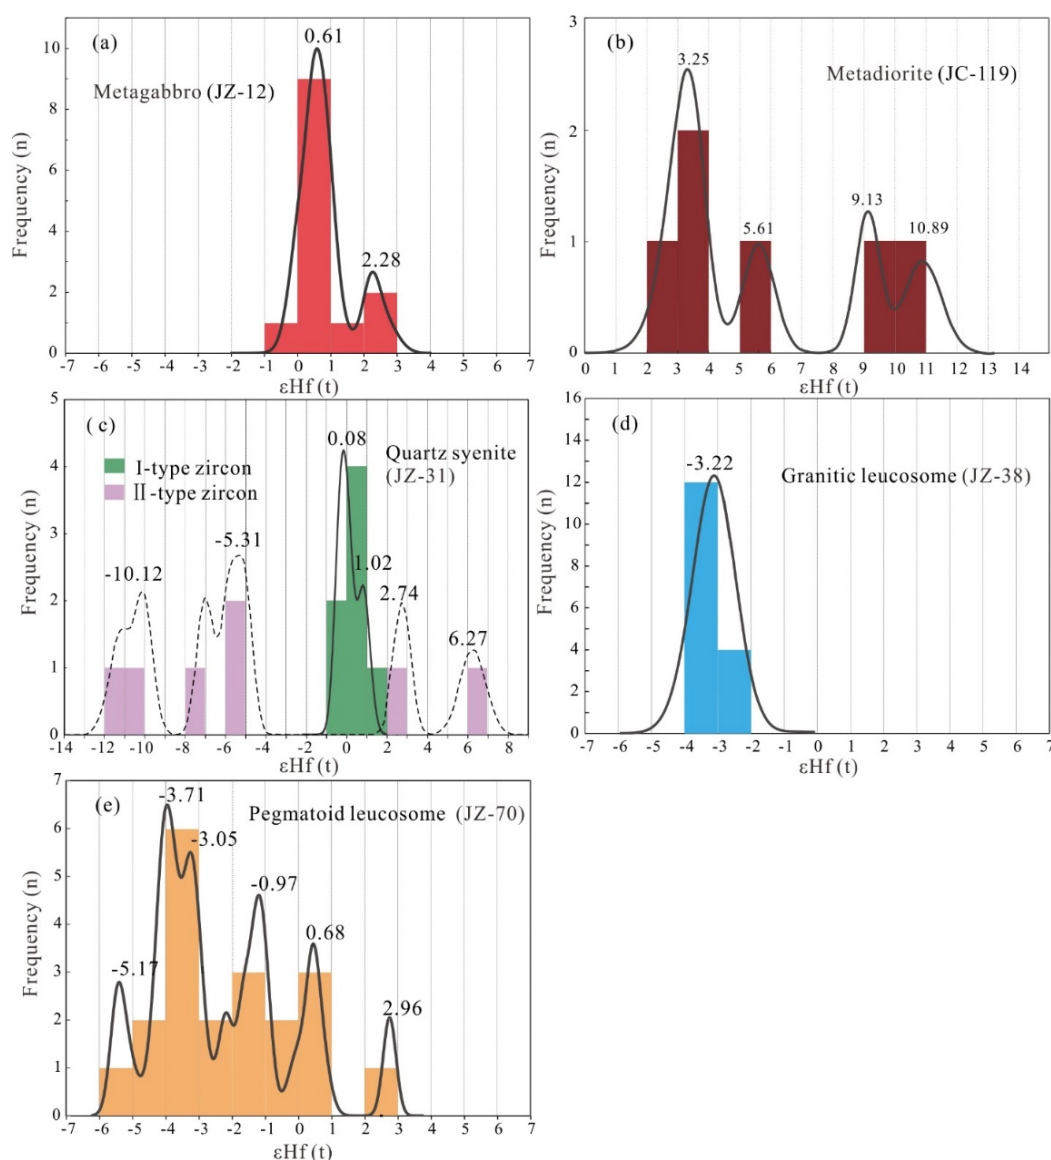 (a)
0.61
Metagabbro (JZ-12)
2.28
Frequency (n)
10
8
6
4
2
0
-7 -6 -5 -4 -3 -2 -1 0 1 2 3 4 5 6 7
εHf (t)
(b)
3.25
Metadiorite (JC-119)
5.61
9.13
10.89
Frequency (n)
3
2
1
0
0 1 2 3 4 5 6 7 8 9 10 11 12 13 14
εHf (t)
( c)
0.08
Quartz syenite
(JZ-31)
I-type zircon
II-type zircon
-5.31
-10.12
1.02
2.74
6.27
Frequency (n)
5
4
3
2
1
0
-14 -12 -10 -8 -6 -4 -2 0 2 4 6 8
εHf (t)
(d)
-3.22
Granitic leucosome (JZ-38)
Frequency (n)
16
14
12
10
8
6
4
2
0
-7 -6 -5 -4 -3 -2 -1 0 1 2 3 4 5 6 7
εHf (t)
(e)
-3.71
Pegmatoid leucosome (JZ-70)
-3.05
-0.97
0.68
-5.17
2.96
Frequency (n)
7
6
5
4
3
2
1
0
-7 -6 -5 -4 -3 -2 -1 0 1 2 3 4 5 6 7
εHf (t)